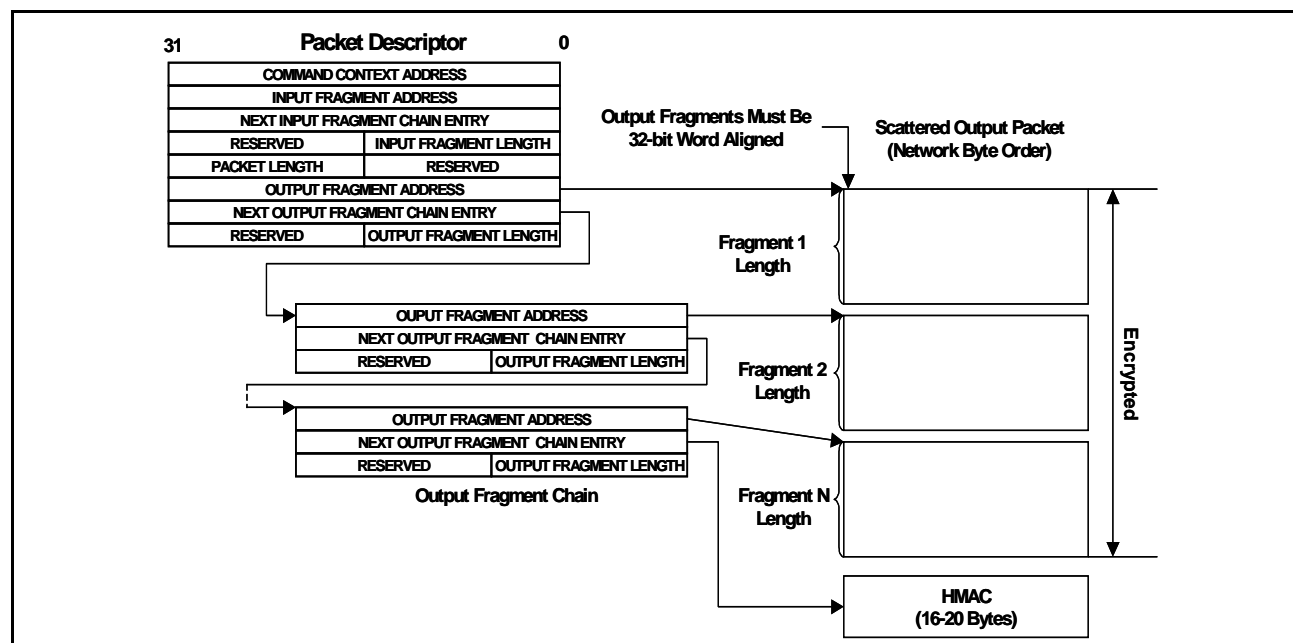 31 Packet Descriptor 0
COMMAND CONTEXT ADDRESS
INPUT FRAGMENT ADDRESS
NEXT INPUT FRAGMENT CHAIN ENTRY
RESERVED INPUT FRAGMENT LENGTH
PACKET LENGTH RESERVED
OUTPUT FRAGMENT ADDRESS
NEXT OUTPUT FRAGMENT CHAIN ENTRY
RESERVED OUTPUT FRAGMENT LENGTH
Output Fragments Must Be
32-bit Word Aligned
Scattered Output Packet
(Network Byte Order)
Fragment 1
Length
OUPUT FRAGMENT ADDRESS
NEXT OUTPUT FRAGMENT CHAIN ENTRY
RESERVED OUTPUT FRAGMENT LENGTH
Fragment 2
Length
Encrypted
OUTPUT FRAGMENT ADDRESS
NEXT OUTPUT FRAGMENT CHAIN ENTRY
RESERVED OUTPUT FRAGMENT LENGTH
Output Fragment Chain
Fragment N
Length
HMAC
(16-20 Bytes)